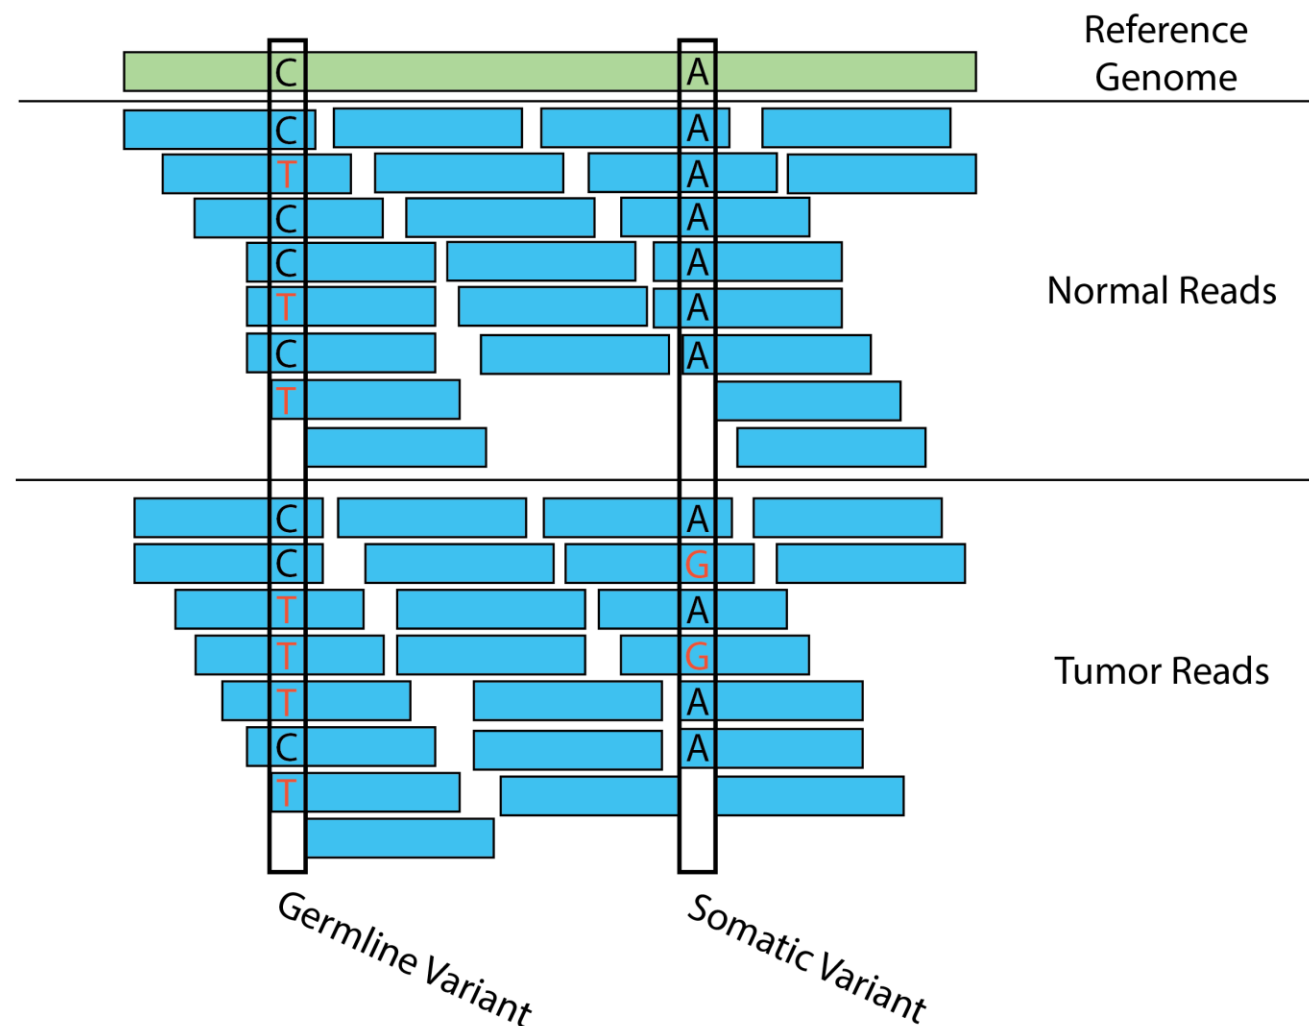 Reference
Genome
C A
C A
T A
C A
C A
T A
C A
T
Normal Reads
C A
C G
T A
T G
T A
C A
T
Tumor Reads
Germline Variant
Somatic Variant